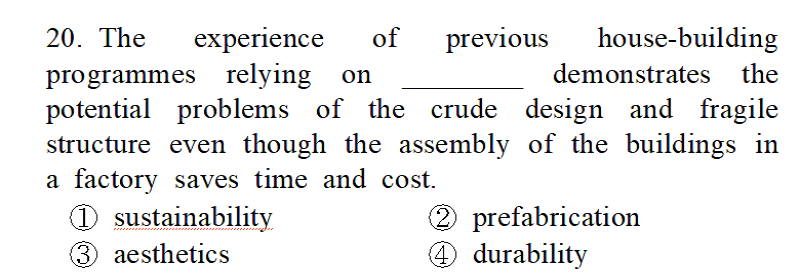 20. The experience of previous house-building
programmes relying on __________ demonstrates the
potential problems of the crude design and fragile
structure even though the assembly of the buildings in
a factory saves time and cost.
① sustainability ② prefabrication
③ aesthetics ④ durability